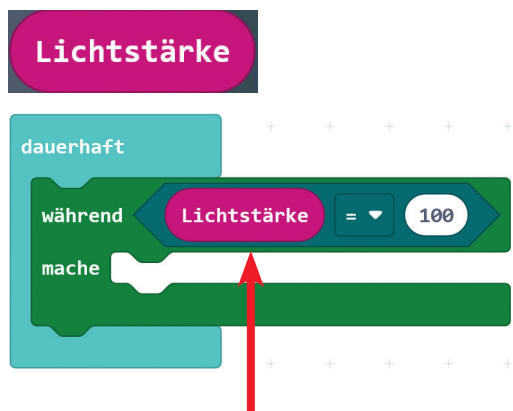 Lichtstärke
dauerhaft
während Lichtstärke = 100
mache